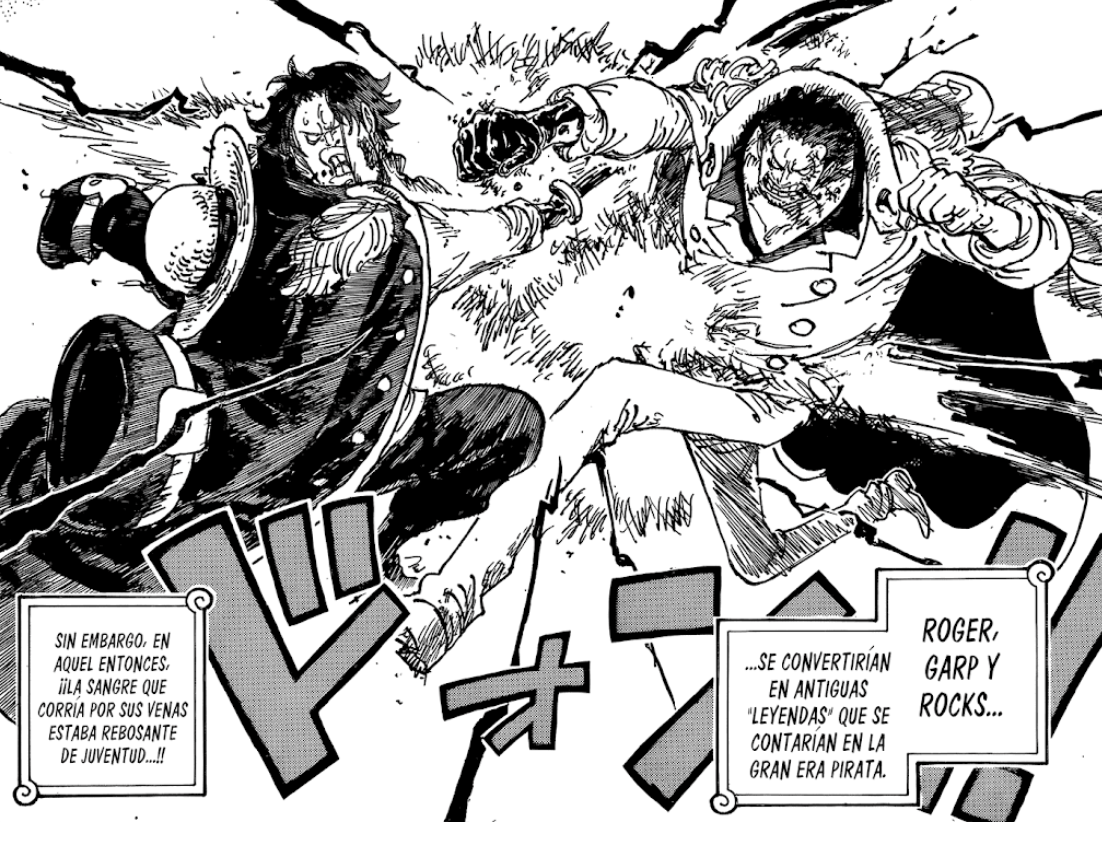 ROGER,
GARP Y
ROCKS...
...SE CONVERTIRÍAN
EN ANTIGUAS
"LEYENDAS" QUE SE
CONTARÍAN EN LA
GRAN ERA PIRATA.
SIN EMBARGO, EN
AQUEL ENTONCES,
¡¡LA SANGRE QUE
CORRÍA POR SUS VENAS
ESTABA REBOSANTE
DE JUVENTUD...!!
ドォン